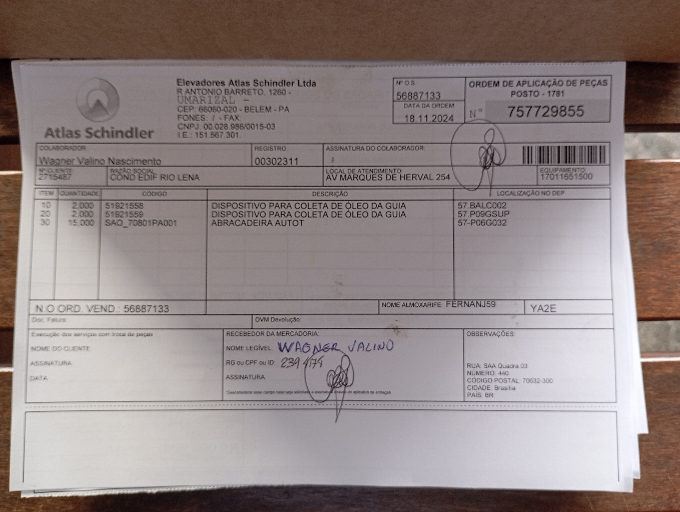 Elevadores Atlas Schindler Ltda
R ANTONIO BARRETO, 1260 -
UMARIZAL -
CEP: 66060-020 - BELEM - PA
FONES: / - FAX:
CNPJ: 00.028.986/0015-03
I.E.: 151.567.301
Atlas Schindler
Nº O.S.
56887133
DATA DA ORDEM
18.11.2024
ORDEM DE APLICAÇÃO DE PEÇAS
POSTO - 1781
Nº 757729855
COLABORADOR
Wagner Valino Nascimento
REGISTRO
00302311
ASSINATURA DO COLABORADOR:
Nº CLIENTE
2715487
RAZÃO SOCIAL
COND EDIF RIO LENA
LOCAL DE ATENDIMENTO
AV MARQUES DE HERVAL 254
EQUIPAMENTO
17011651500
ITEM QUANTIDADE CÓDIGO DESCRIÇÃO LOCALIZAÇÃO NO DEP
10 2,000 51921558 DISPOSITIVO PARA COLETA DE ÓLEO DA GUIA 57.BALC002
20 2,000 51921559 DISPOSITIVO PARA COLETA DE ÓLEO DA GUIA 57.P09GSUP
30 15,000 SAO_70801PA001 ABRACADEIRA AUTOT 57-P06G032
N.O ORD. VEND.: 56887133
NOME ALMOXARIFE: FERNANJ59
YA2E
Doc. Fatura:
OVM Devolução:
Execução dos serviços com troca de peças
NOME DO CLIENTE:
ASSINATURA
DATA
RECEBEDOR DA MERCADORIA:
NOME LEGÍVEL: WAGNER VALINO
RG ou CPF ou ID:
ASSINATURA
OBSERVAÇÕES:
RUA: SAA Quadra 03
NÚMERO: 440
CÓDIGO POSTAL: 70632-300
CIDADE: Brasília
PAÍS: BR